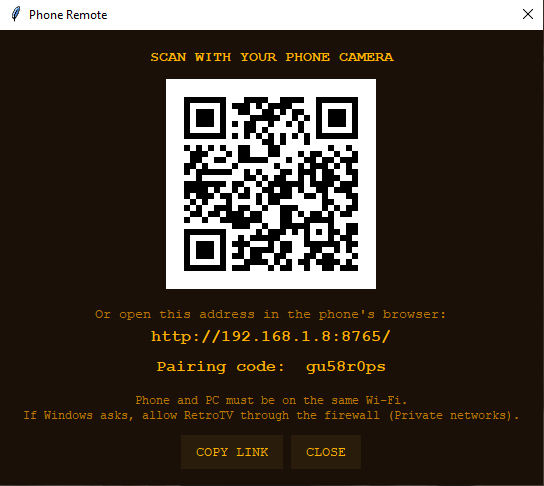 Phone Remote
SCAN WITH YOUR PHONE CAMERA
Or open this address in the phone's browser:
http://192.168.1.8:8765/
Pairing code: gu58r0ps
Phone and PC must be on the same Wi-Fi.
If Windows asks, allow RetroTV through the firewall (Private networks).
COPY LINK CLOSE